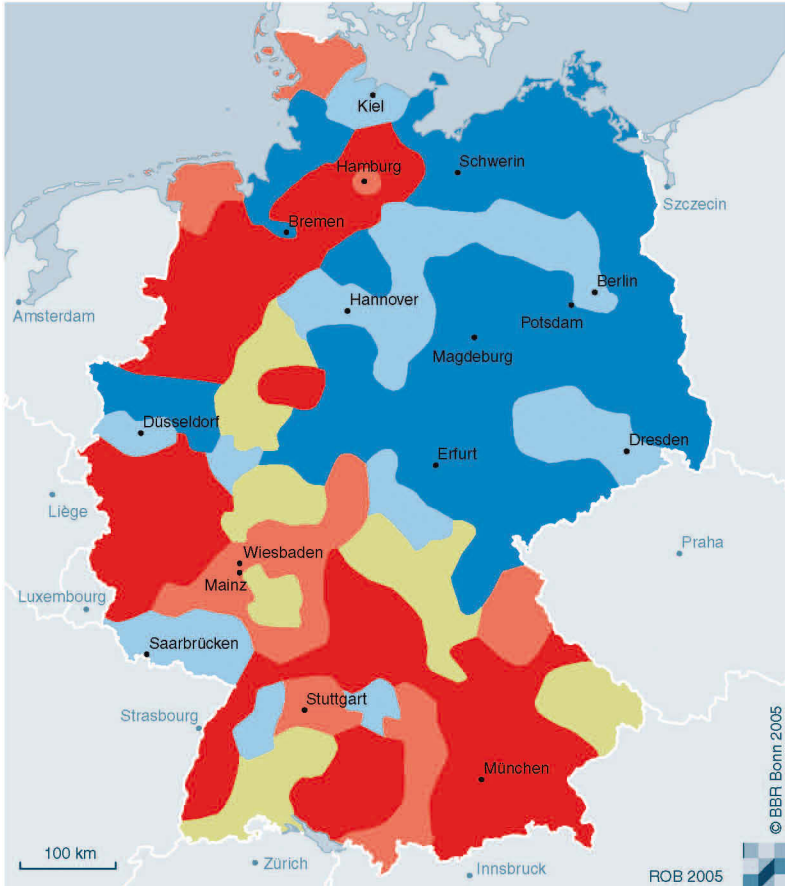 Kiel
Hamburg
Schwerin
Szczecin
Bremen
Berlin
Amsterdam
Hannover
Potsdam
Magdeburg
Düsseldorf
Dresden
Erfurt
Liège
Praha
Wiesbaden
Mainz
Luxembourg
Saarbrücken
Stuttgart
Strasbourg
München
© BBR Bonn 2005
100 km
Zürich
Innsbruck
ROB 2005